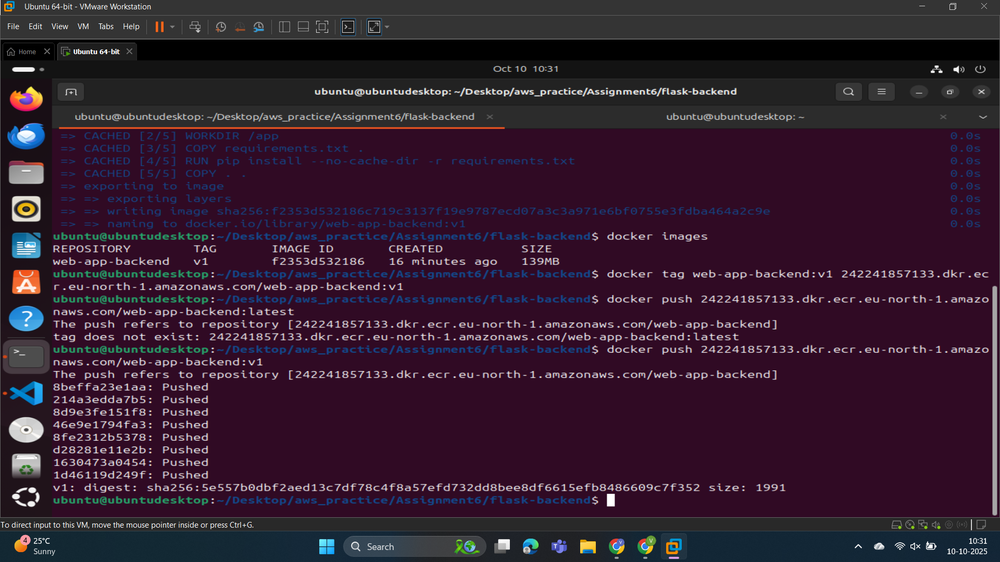 Ubuntu 64-bit - VMware Workstation
File Edit View VM Tabs Help
Home
Ubuntu 64-bit
Oct 10 10:31
ubuntu@ubuntudesktop: ~/Desktop/aws_practice/Assignment6/flask-backend
ubuntu@ubuntudesktop: ~/Desktop/aws_practice/Assignment6/flask-backend
ubuntu@ubuntudesktop: ~
=> CACHED [2/5] WORKDIR /app 0.0s
=> CACHED [3/5] COPY requirements.txt . 0.0s
=> CACHED [4/5] RUN pip install --no-cache-dir -r requirements.txt 0.0s
=> CACHED [5/5] COPY . . 0.0s
=> exporting to image 0.0s
=> => exporting layers 0.0s
=> => writing image sha256:f2353d532186c719c3137f19e9787ecd07a3c3a971e6bf0755e3fdba464a2c9e 0.0s
=> => naming to docker.io/library/web-app-backend:v1 0.0s
ubuntu@ubuntudesktop:~/Desktop/aws_practice/Assignment6/flask-backend$ docker images
REPOSITORY TAG IMAGE ID CREATED SIZE
web-app-backend v1 f2353d532186 16 minutes ago 139MB
ubuntu@ubuntudesktop:~/Desktop/aws_practice/Assignment6/flask-backend$ docker tag web-app-backend:v1 242241857133.dkr.ec
r.eu-north-1.amazonaws.com/web-app-backend:v1
ubuntu@ubuntudesktop:~/Desktop/aws_practice/Assignment6/flask-backend$ docker push 242241857133.dkr.ecr.eu-north-1.amazo
naws.com/web-app-backend:latest
The push refers to repository [242241857133.dkr.ecr.eu-north-1.amazonaws.com/web-app-backend]
tag does not exist: 242241857133.dkr.ecr.eu-north-1.amazonaws.com/web-app-backend:latest
ubuntu@ubuntudesktop:~/Desktop/aws_practice/Assignment6/flask-backend$ docker push 242241857133.dkr.ecr.eu-north-1.amazo
naws.com/web-app-backend:v1
The push refers to repository [242241857133.dkr.ecr.eu-north-1.amazonaws.com/web-app-backend]
8beffa23e1aa: Pushed
214a3edda7b5: Pushed
8d9e3fe151f8: Pushed
46e9e1794fa3: Pushed
8fe2312b5378: Pushed
d28281e11e2b: Pushed
1630473a0454: Pushed
1d46119d249f: Pushed
v1: digest: sha256:5e557b0dbf2aed13c7df78c4f8a57efd732dd8bee8df6615efb8486609c7f352 size: 1991
ubuntu@ubuntudesktop:~/Desktop/aws_practice/Assignment6/flask-backend$
To direct input to this VM, move the mouse pointer inside or press Ctrl+G.
4
25°C
Sunny
Search
10:31
10-10-2025